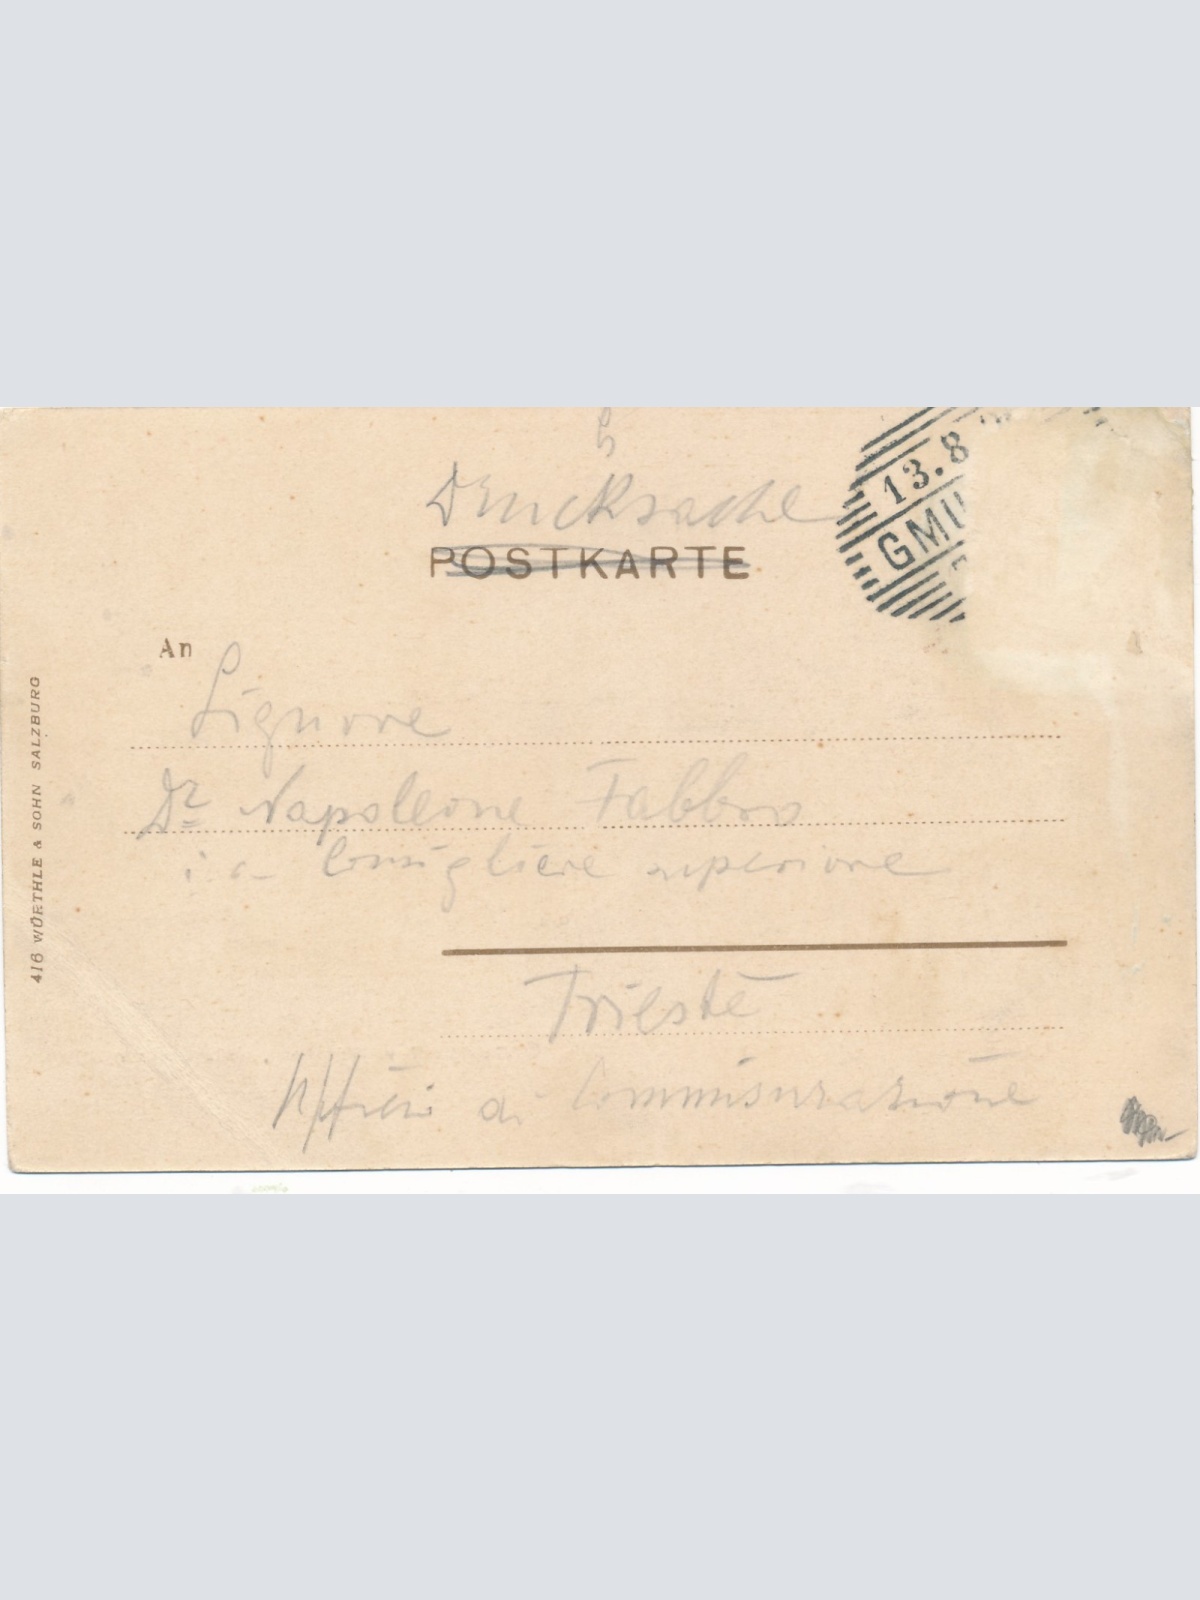 5
Drucksache
POSTKARTE
13.8
GMU
An
Signore
Dr Napoleone Fabbro
i. r. Consigliere superiore
Trieste
Uffici di Commisurazione
416 WÜRTHLE & SOHN SALZBURG